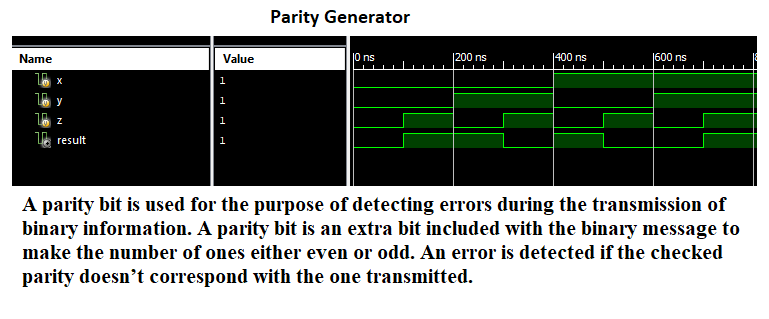 Parity Generator
Name Value 0 ns 200 ns 400 ns 600 ns 8
x 1
y 1
z 1
result 1
A parity bit is used for the purpose of detecting errors during the transmission of
binary information. A parity bit is an extra bit included with the binary message to
make the number of ones either even or odd. An error is detected if the checked
parity doesn’t correspond with the one transmitted.